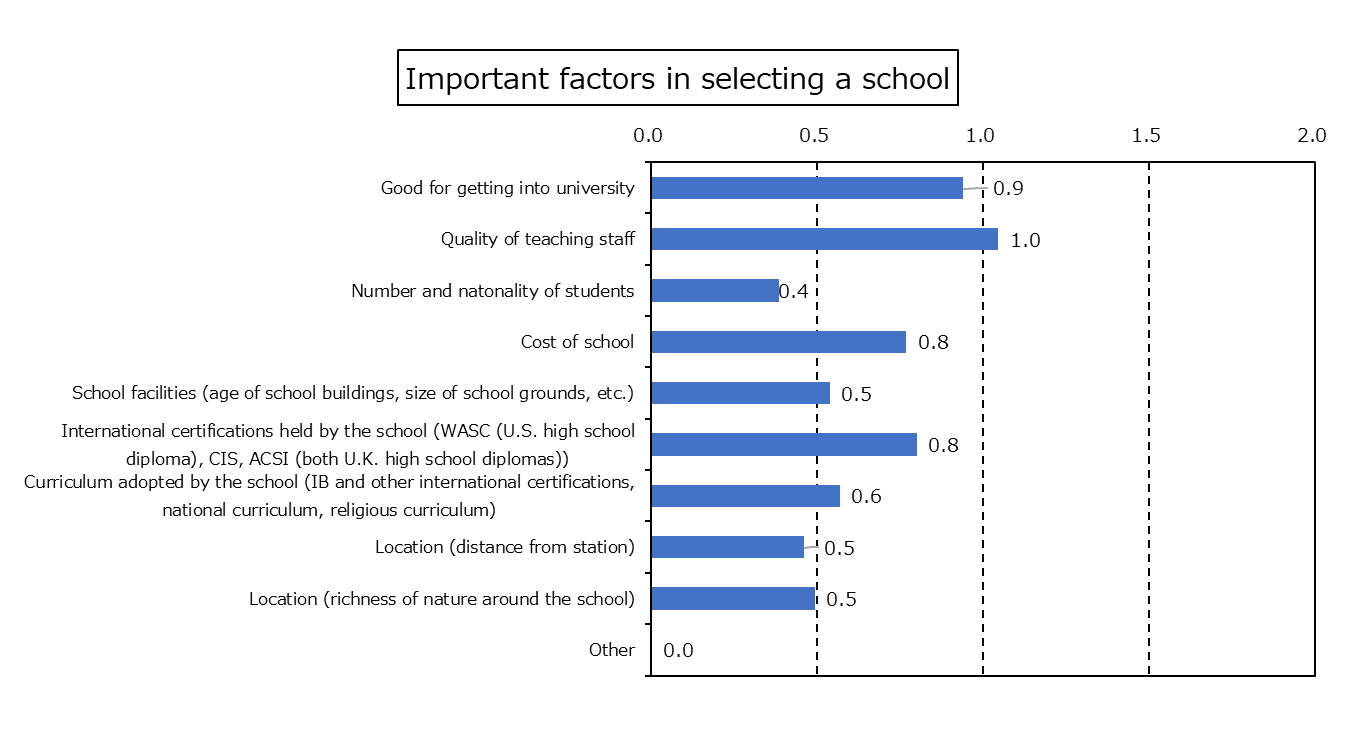 Important factors in selecting a school
0.0 0.5 1.0 1.5 2.0
Good for getting into university 0.9
Quality of teaching staff 1.0
Number and natonality of students 0.4
Cost of school 0.8
School facilities (age of school buildings, size of school grounds, etc.) 0.5
International certifications held by the school (WASC (U.S. high school
diploma), CIS, ACSI (both U.K. high school diplomas)) 0.8
Curriculum adopted by the school (IB and other international certifications,
national curriculum, religious curriculum) 0.6
Location (distance from station) 0.5
Location (richness of nature around the school) 0.5
Other 0.0